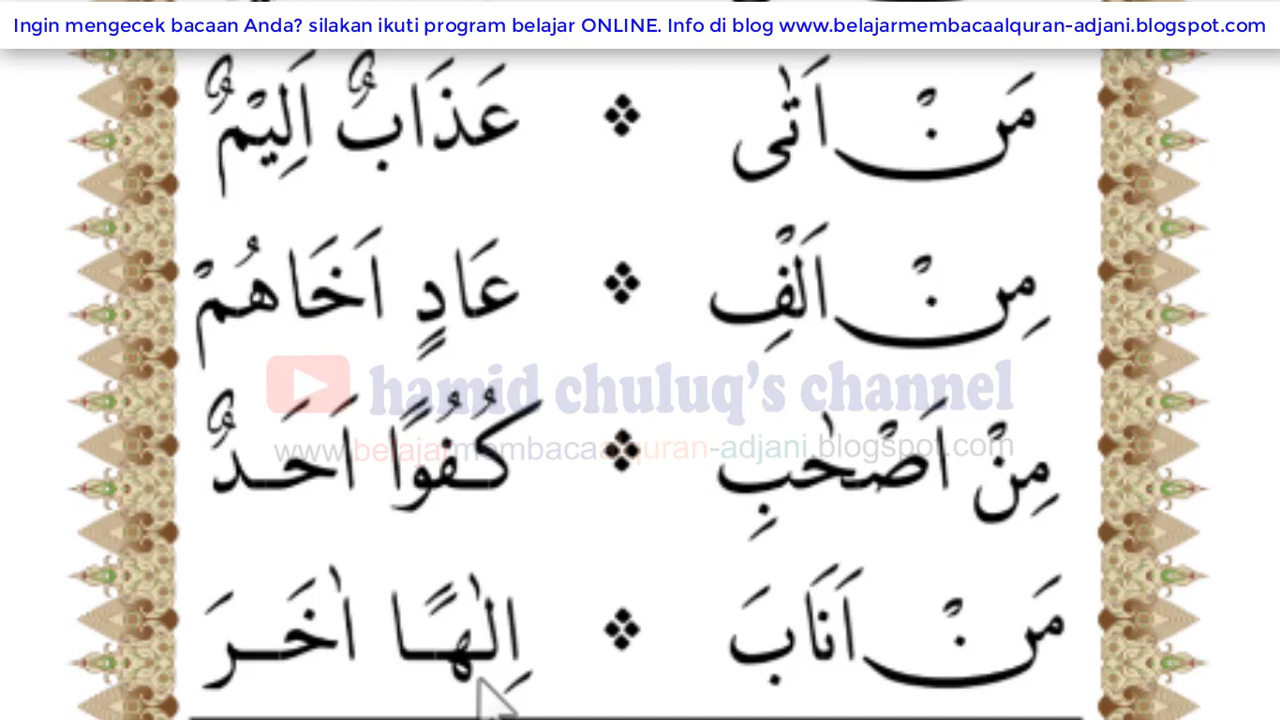 Ingin mengecek bacaan Anda? silakan ikuti program belajar ONLINE. Info di blog www.belajarmembacaalquran-adjani.blogspot.com
مَنْ اَتٰى ❖ عَذَابٌ اَلِيْمٌ
مِنْ اَلْفِ ❖ عَادٍ اَخَاهُمْ
hamid chuluq's channel
www.belajarmembacaalquran-adjani.blogspot.com
مِنْ اَصْحٰبِ ❖ كُفُوًا اَحَدٌ
مَنْ اَنَابَ ❖ اِلٰهًا اٰخَرَ